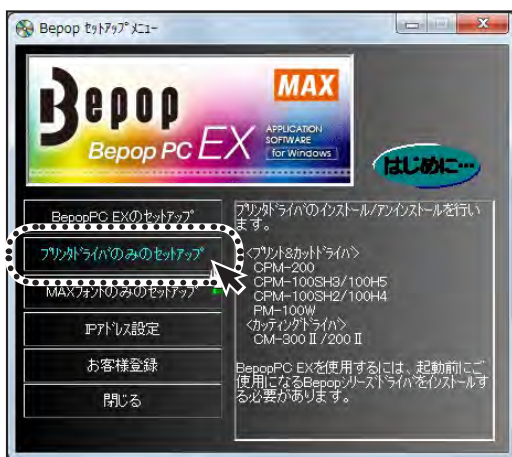 Bepop ｾｯﾄｱｯﾌﾟﾒﾆｭｰ
Bepop
MAX
Bepop PC EX
APPLICATION
SOFTWARE
for Windows
はじめに…
BepopPC EXのｾｯﾄｱｯﾌﾟ
ﾌﾟﾘﾝﾀﾄﾞﾗｲﾊﾞのみのｾｯﾄｱｯﾌﾟ
MAXﾌｫﾝﾄのみのｾｯﾄｱｯﾌﾟ
IPｱﾄﾞﾚｽ設定
お客様登録
閉じる
ﾌﾟﾘﾝﾀﾄﾞﾗｲﾊﾞのｲﾝｽﾄｰﾙ/ｱﾝｲﾝｽﾄｰﾙを行い
ます。
<ﾌﾟﾘﾝﾄ&ｶｯﾄﾄﾞﾗｲﾊﾞ>
CPM-200
CPM-100SH3/100H5
CPM-100SH2/100H4
PM-100W
<ｶｯﾃｨﾝｸﾞﾄﾞﾗｲﾊﾞ>
CM-300Ⅱ/200Ⅱ
BepopPC EXを使用するには、起動前にご
使用になるBepopｼﾘｰｽﾞﾄﾞﾗｲﾊﾞをｲﾝｽﾄｰﾙす
る必要があります。